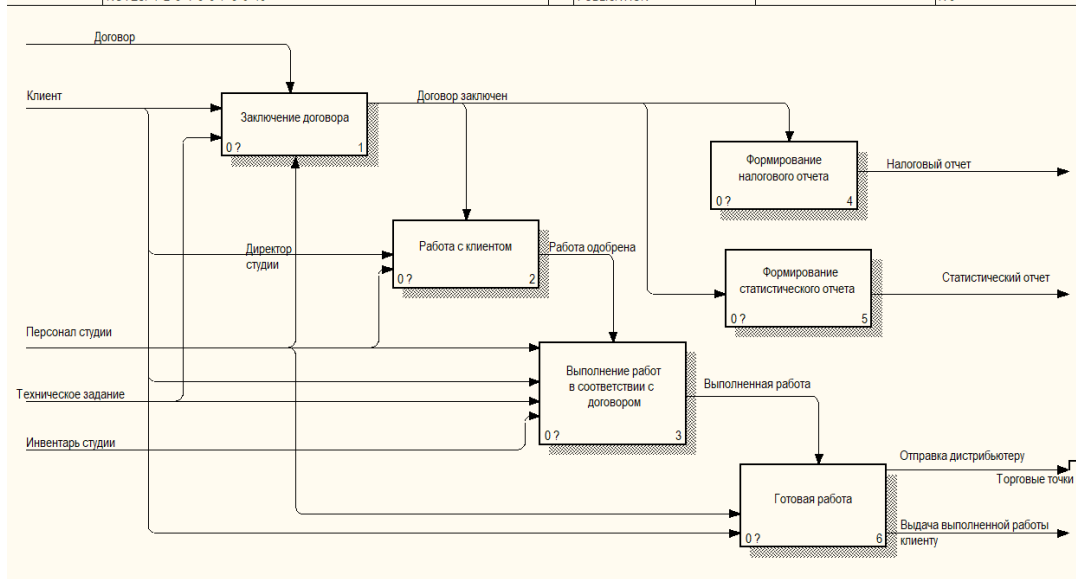 Договор
Клиент
Договор заключен
Заключение договора
0 ?
1
Формирование
налогового отчета
0 ?
4
Налоговый отчет
Директор
студии
Работа с клиентом
0 ?
2
Работа одобрена
Формирование
статистического отчета
0 ?
5
Статистический отчет
Персонал студии
Выполнение работ
в соответствии с
договором
0 ?
3
Выполненная работа
Техническое задание
Инвентарь студии
Готовая работа
0 ?
6
Отправка дистрибьютеру
Торговые точки
Выдача выполненной работы
клиенту